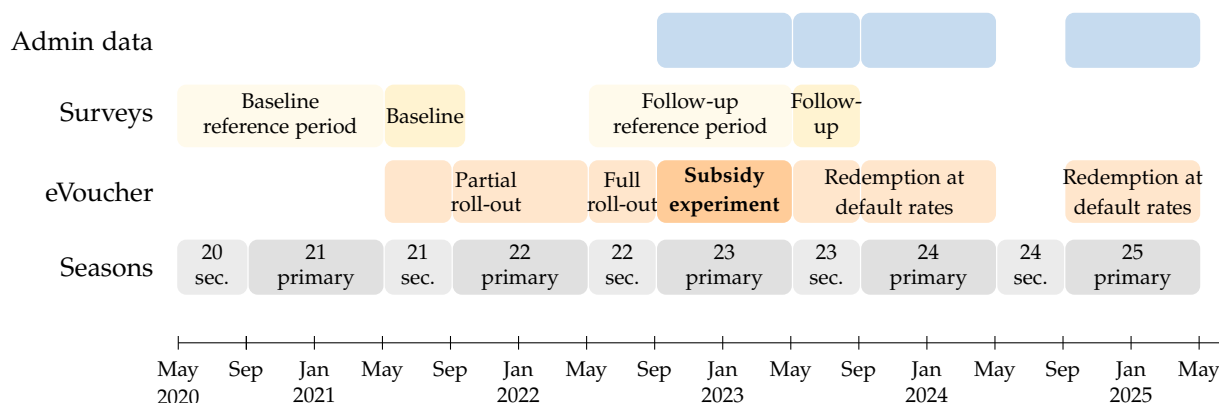 Admin data
Surveys
Baseline
reference period
Baseline
Follow-up
reference period
Follow-
up
eVoucher
Partial
roll-out
Full
roll-out
Subsidy
experiment
Redemption at
default rates
Redemption at
default rates
Seasons
20
sec.
21
primary
21
sec.
22
primary
22
sec.
23
primary
23
sec.
24
primary
24
sec.
25
primary
May Sep Jan May Sep Jan May Sep Jan May Sep Jan May Sep Jan May
2020 2021 2022 2023 2024 2025